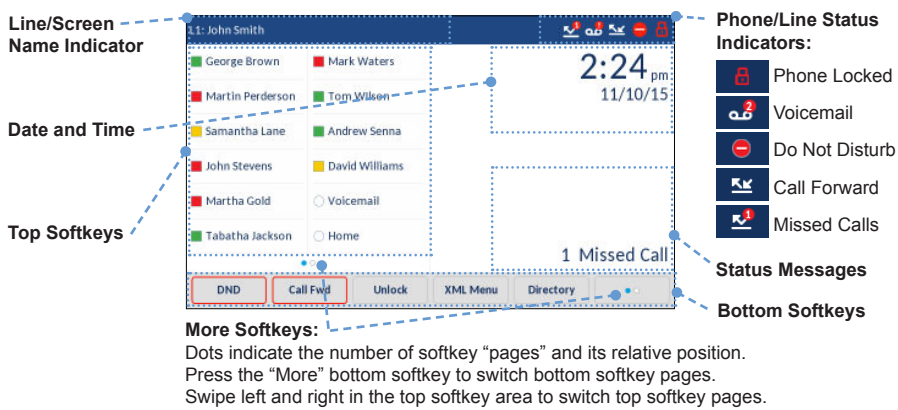 Line/Screen
Name Indicator
L1: John Smith
Phone/Line Status
Indicators:
George Brown
Mark Waters
2:24 pm
Martin Perderson
Tom Wilson
11/10/15
Samantha Lane
Andrew Senna
Date and Time
John Stevens
David Williams
Martha Gold
Voicemail
Top Softkeys
Tabatha Jackson
Home
1 Missed Call
DND
Call Fwd
Unlock
XML Menu
Directory
Phone Locked
2
Voicemail
Do Not Disturb
Call Forward
1
Missed Calls
Status Messages
Bottom Softkeys
More Softkeys:
Dots indicate the number of softkey “pages” and its relative position.
Press the “More” bottom softkey to switch bottom softkey pages.
Swipe left and right in the top softkey area to switch top softkey pages.